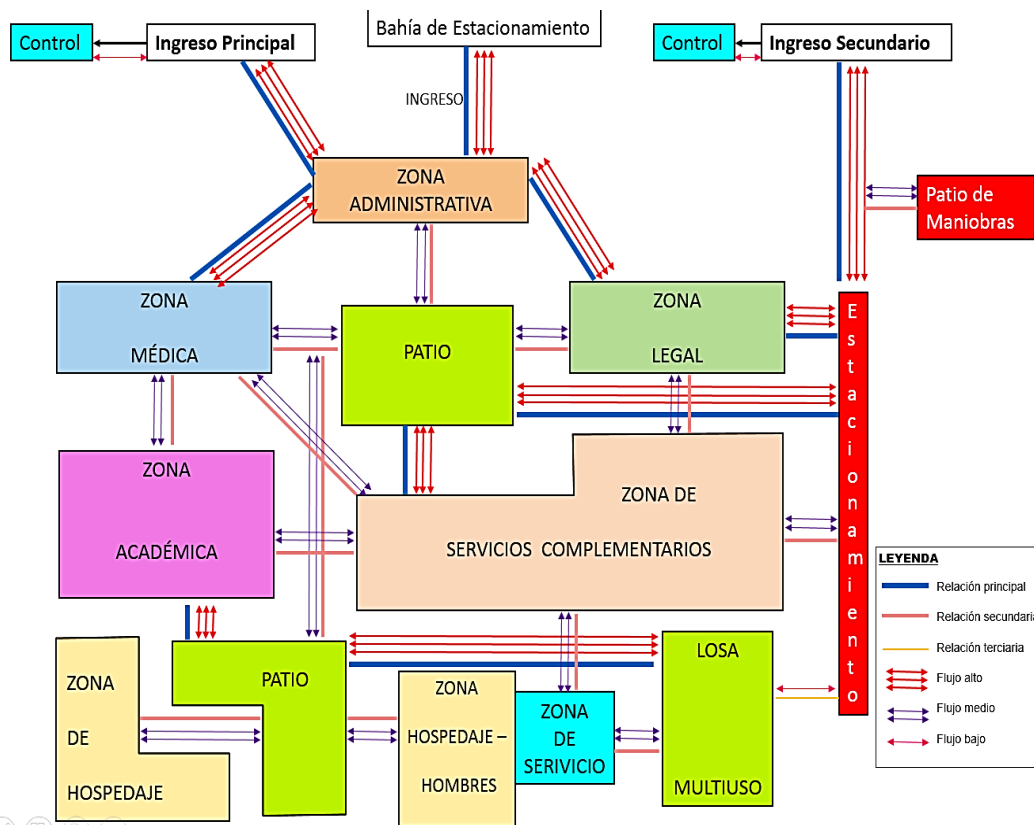 Control
Ingreso Principal
Bahía de Estacionamiento
Control
Ingreso Secundario
INGRESO
ZONA
ADMINISTRATIVA
Patio de
Maniobras
ZONA
MÉDICA
PATIO
ZONA
LEGAL
Estacionamiento
ZONA
ACADÉMICA
ZONA DE
SERVICIOS COMPLEMENTARIOS
ZONA
DE
HOSPEDAJE
PATIO
ZONA
HOSPEDAJE –
HOMBRES
ZONA
DE
SERIVICIO
LOSA
MULTIUSO
LEYENDA
Relación principal
Relación secundaria
Relación terciaria
Flujo alto
Flujo medio
Flujo bajo